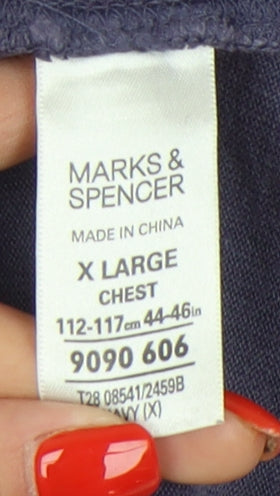 MARKS &
SPENCER
MADE IN CHINA
X LARGE
CHEST
112-117cm 44-46in
9090 606
T28 08541/2459B
(X)